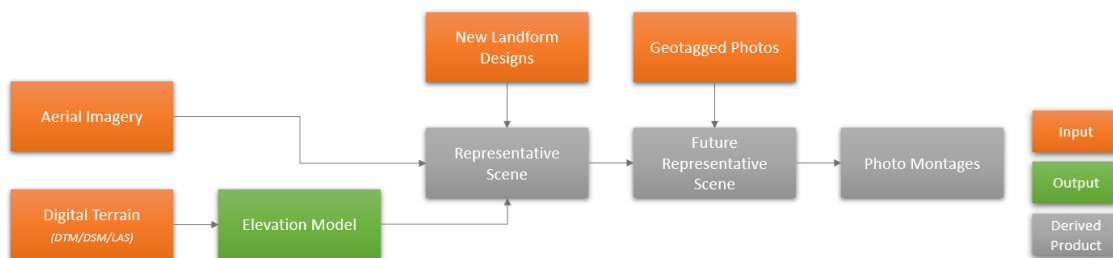 New Landform
Designs
Geotagged Photos
Aerial Imagery
Representative
Scene
Future
Representative
Scene
Photo Montages
Digital Terrain
(DTM/DSM/LAS)
Elevation Model
Input
Output
Derived
Product